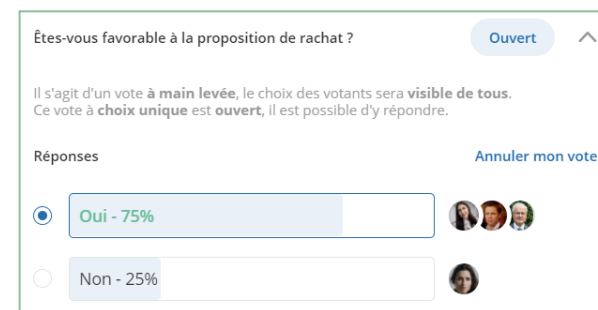 Êtes-vous favorable à la proposition de rachat ?
Ouvert
Il s'agit d'un vote à main levée, le choix des votants sera visible de tous.
Ce vote à choix unique est ouvert, il est possible d'y répondre.
Réponses
Annuler mon vote
Oui - 75%
Non - 25%